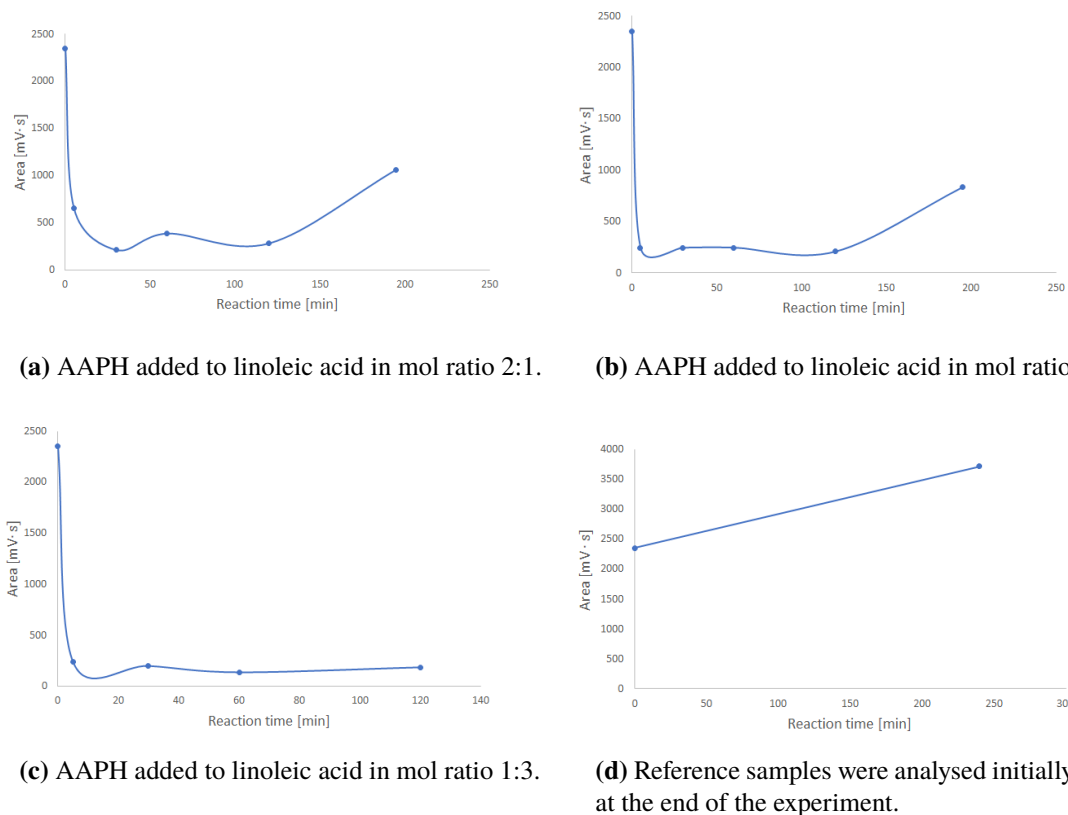 2500
2000
1500
1000
500
0
Area [mV· s]
0 50 100 150 200 250
Reaction time [min]
(a) AAPH added to linoleic acid in mol ratio 2:1.
2500
2000
1500
1000
500
0
Area [mV· s]
0 50 100 150 200 250
Reaction time [min]
(b) AAPH added to linoleic acid in mol ratio
2500
2000
1500
1000
500
0
Area [mV· s]
0 20 40 60 80 100 120 140
Reaction time [min]
(c) AAPH added to linoleic acid in mol ratio 1:3.
4000
3500
3000
2500
2000
1500
1000
500
0
Area [mV· s]
0 50 100 150 200 250
Reaction time [min]
(d) Reference samples were analysed initially
at the end of the experiment.